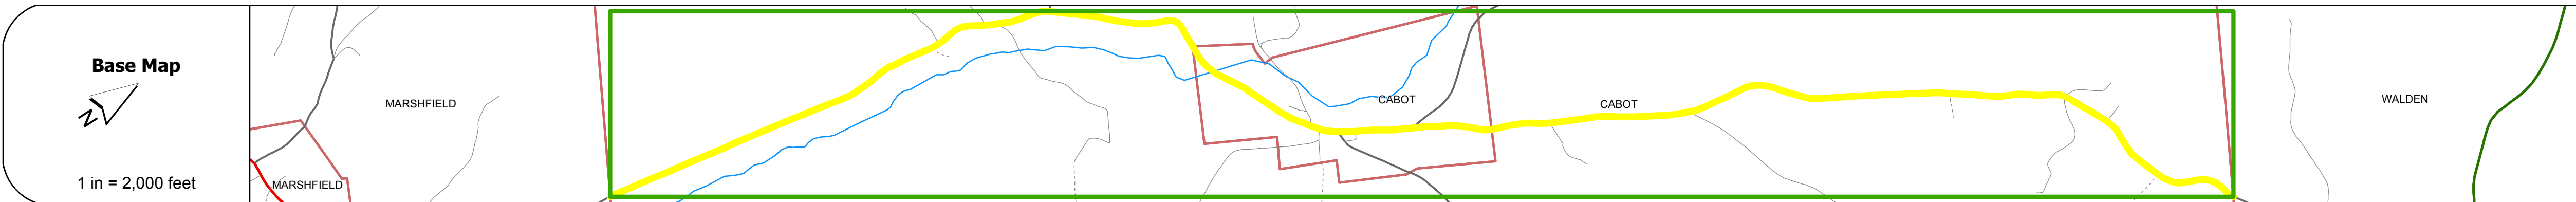 Base Map
N
1 in = 2,000 feet
MARSHFIELD
MARSHFIELD
CABOT
CABOT
WALDEN